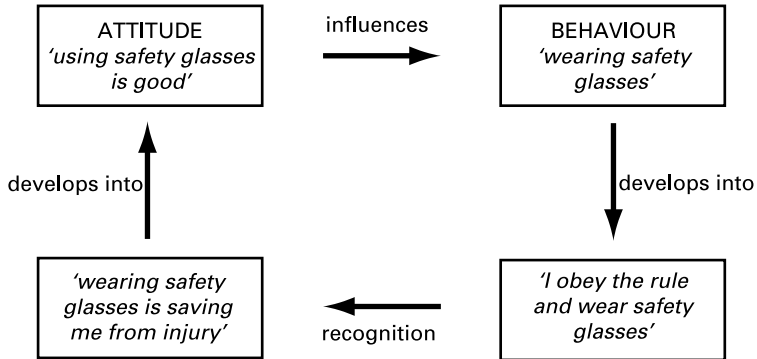 ATTITUDE
‘using safety glasses
is good’
influences
BEHAVIOUR
‘wearing safety
glasses’
develops into
develops into
‘wearing safety
glasses is saving
me from injury’
recognition
‘I obey the rule
and wear safety
glasses’